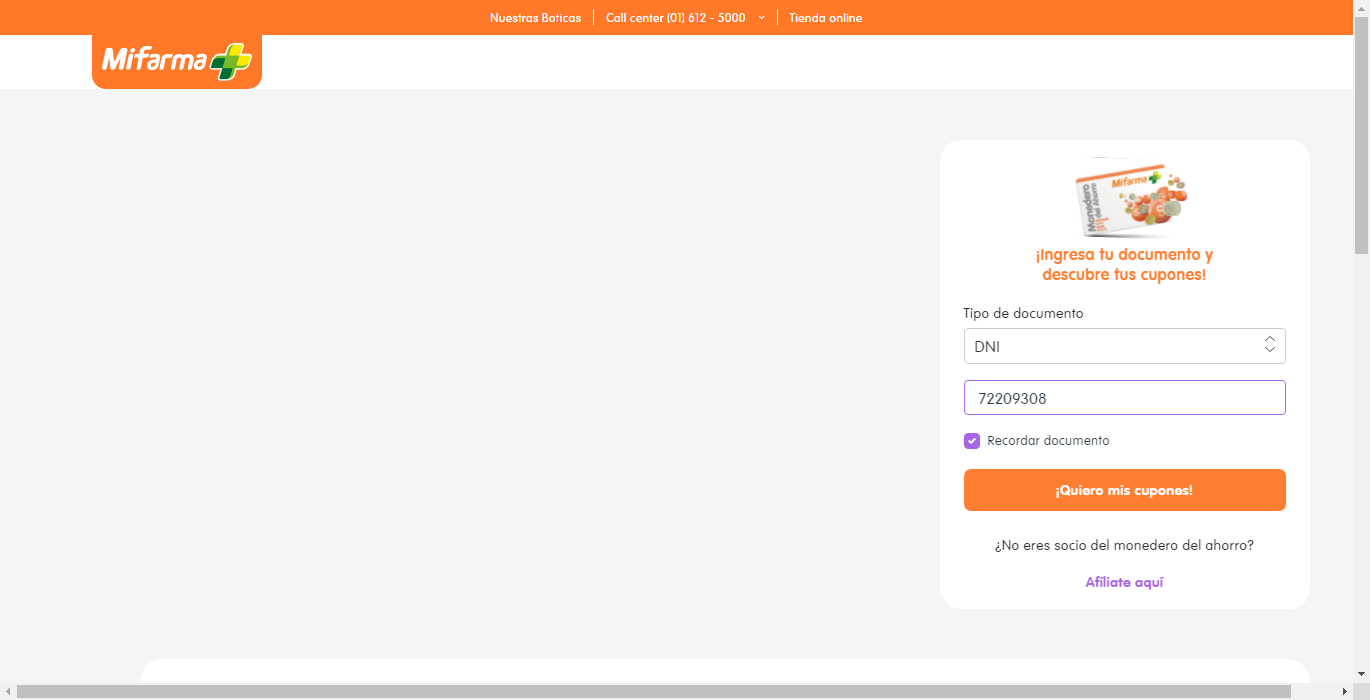 Nuestras Boticas
Call center (01) 612 - 5000
Tienda online
Mifarma
Mifarma
Monedero
del Ahorro
¡Ingresa tu documento y
descubre tus cupones!
Tipo de documento
DNI
72209308
Recordar documento
¡Quiero mis cupones!
¿No eres socio del monedero del ahorro?
Afíliate aquí